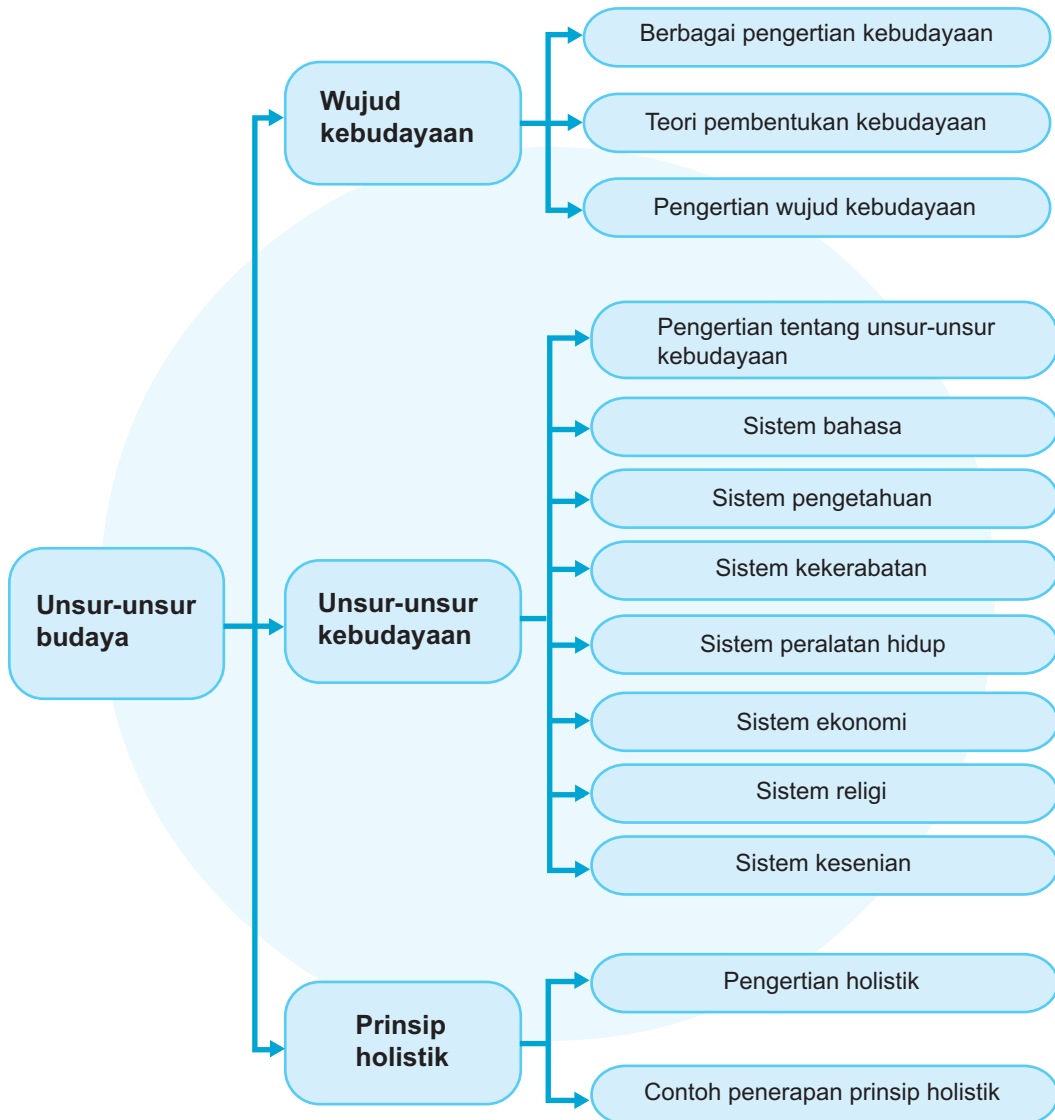 Unsur-unsur
budaya
Wujud
kebudayaan
Berbagai pengertian kebudayaan
Teori pembentukan kebudayaan
Pengertian wujud kebudayaan
Unsur-unsur
kebudayaan
Pengertian tentang unsur-unsur
kebudayaan
Sistem bahasa
Sistem pengetahuan
Sistem kekerabatan
Sistem peralatan hidup
Sistem ekonomi
Sistem religi
Sistem kesenian
Prinsip
holistik
Pengertian holistik
Contoh penerapan prinsip holistik